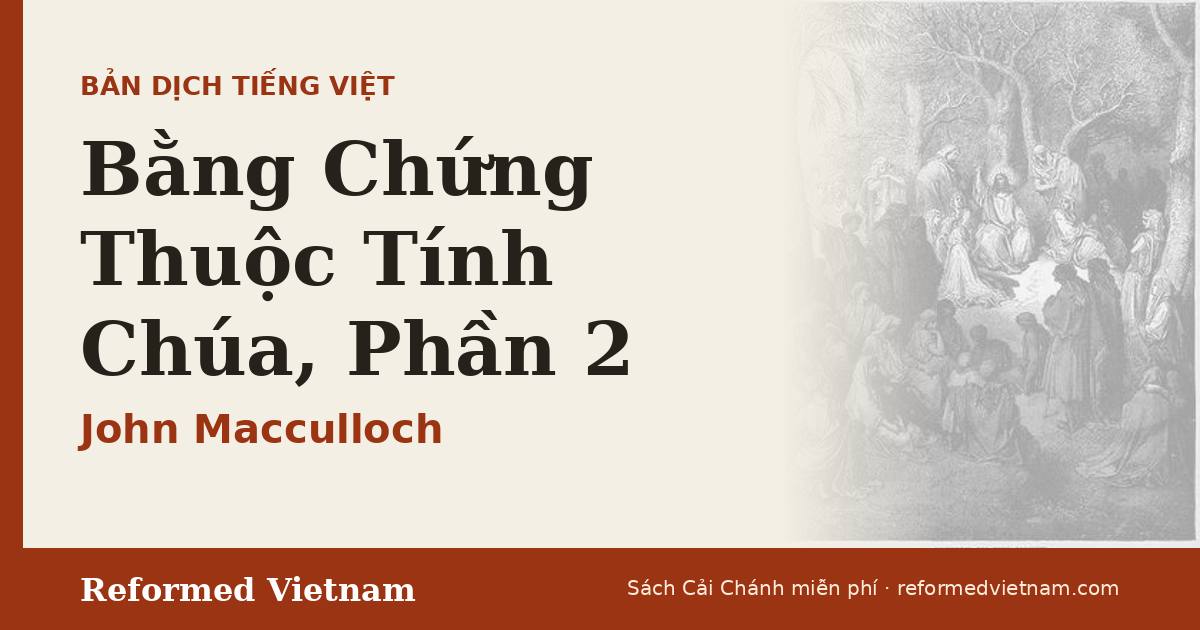 BẢN DỊCH TIẾNG VIỆT
Bằng Chứng
Thuộc Tính
Chúa, Phần 2
John Macculloch
Reformed Vietnam
Sách Cải Chánh miễn phí · reformedvietnam.com